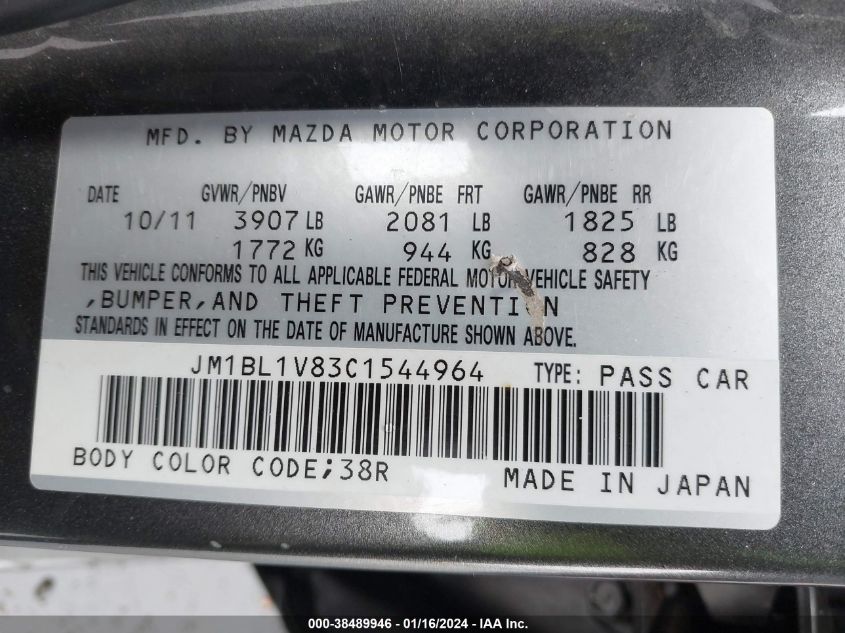 MFD. BY MAZDA MOTOR CORPORATION
DATE GVWR/PNBV GAWR/PNBE FRT GAWR/PNBE RR
10/11 3907 LB 2081 LB 1825 LB
1772 KG 944 KG 828 KG
THIS VEHICLE CONFORMS TO ALL APPLICABLE FEDERAL MOTOR VEHICLE SAFETY
,BUMPER,AND THEFT PREVENTION
STANDARDS IN EFFECT ON THE DATE OF MANUFACTURE SHOWN ABOVE.
JM1BL1V83C1544964 TYPE: PASS CAR
BODY COLOR CODE;38R MADE IN JAPAN
000-38489946 - 01/16/2024 - IAA Inc.